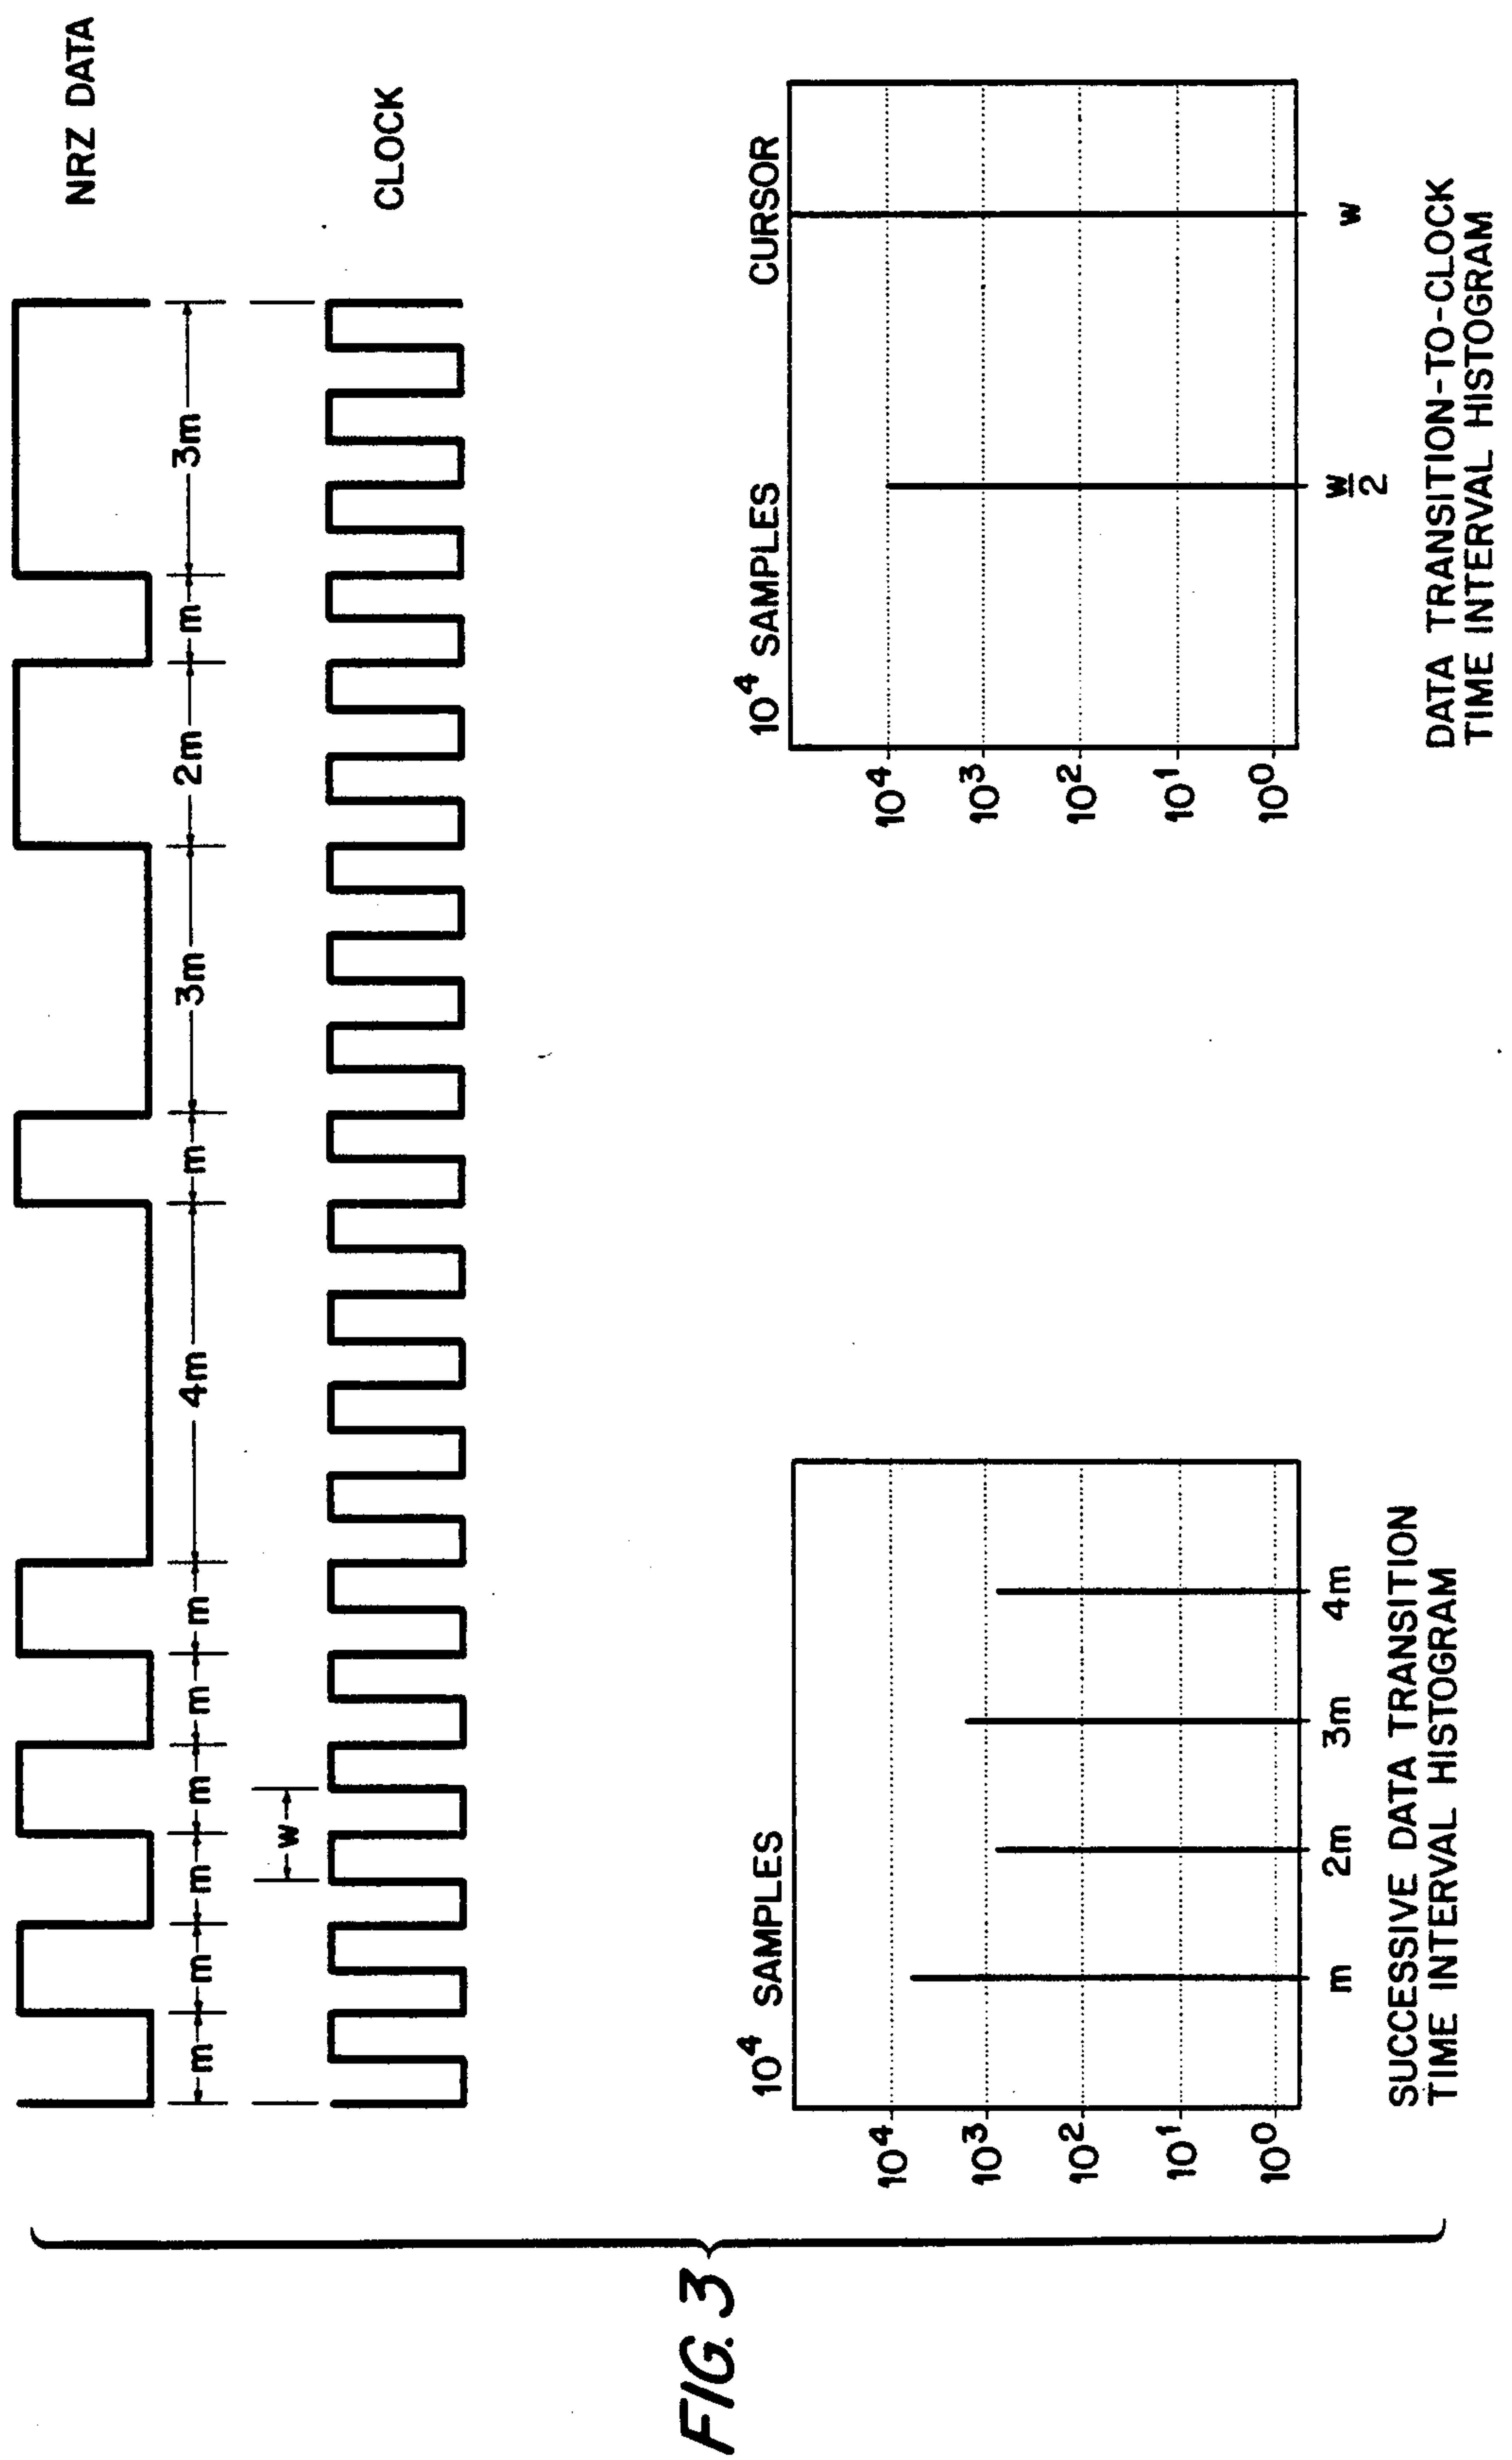 FIG. 3
NRZ DATA
m m m m m m 4m m 3m 2m m 3m
w
CLOCK
10⁴ SAMPLES
10⁴
10³
10²
10¹
10⁰
m 2m 3m 4m
SUCCESSIVE DATA TRANSITION
TIME INTERVAL HISTOGRAM
10⁴ SAMPLES CURSOR
10⁴
10³
10²
10¹
10⁰
w/2 w
DATA TRANSITION-TO-CLOCK
TIME INTERVAL HISTOGRAM